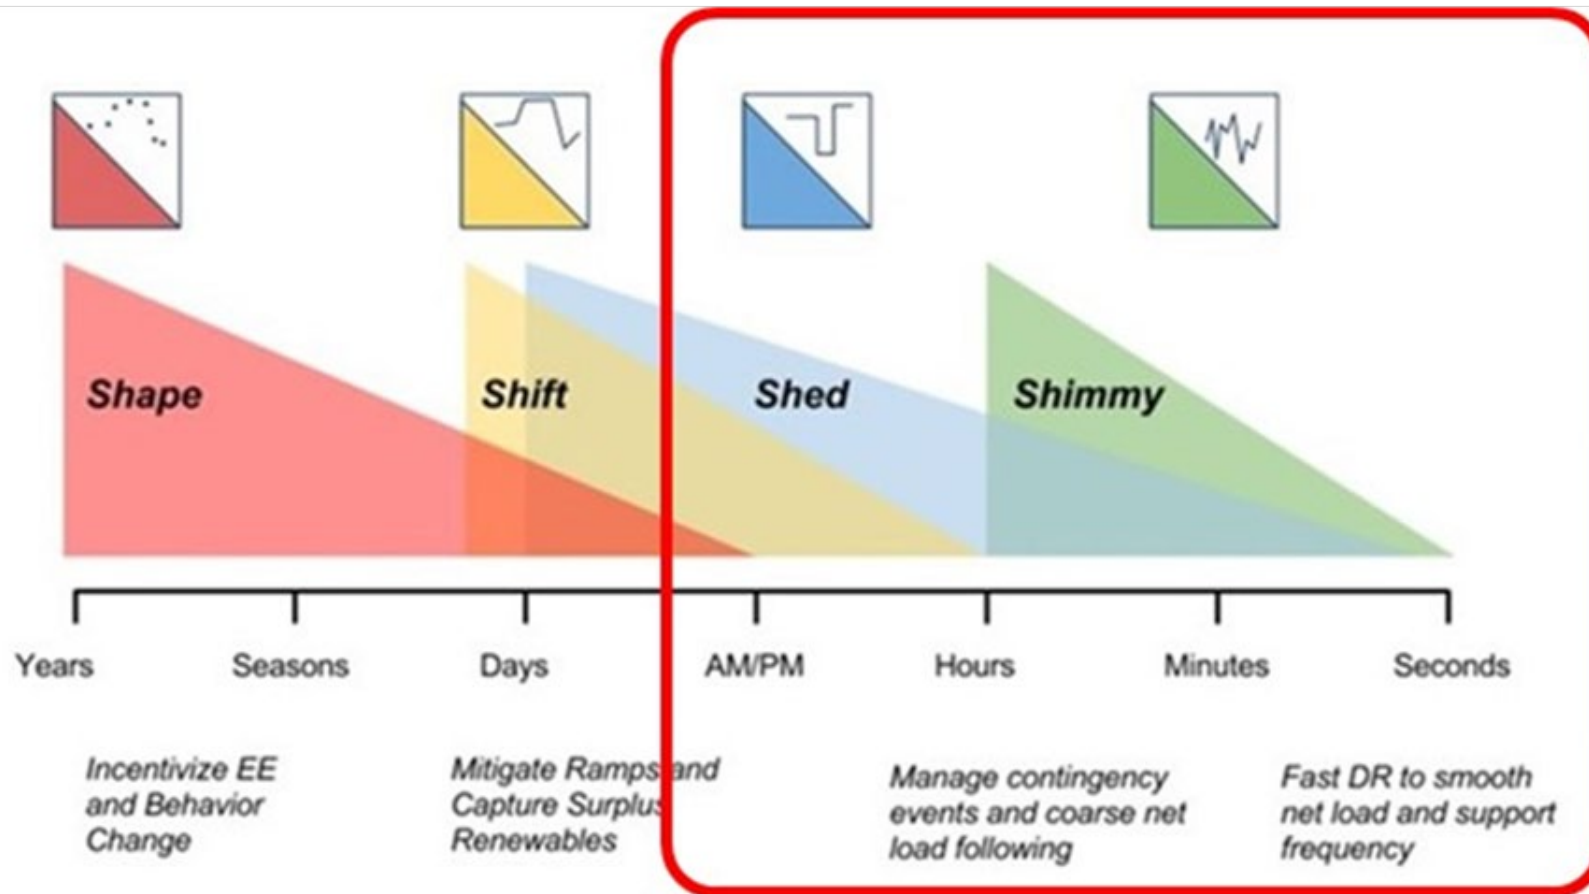 Shape
Shift
Shed
Shimmy
Years
Seasons
Days
AM/PM
Hours
Minutes
Seconds
Incentivize EE
and Behavior
Change
Mitigate Ramps and
Capture Surplus
Renewables
Manage contingency
events and coarse net
load following
Fast DR to smooth
net load and support
frequency